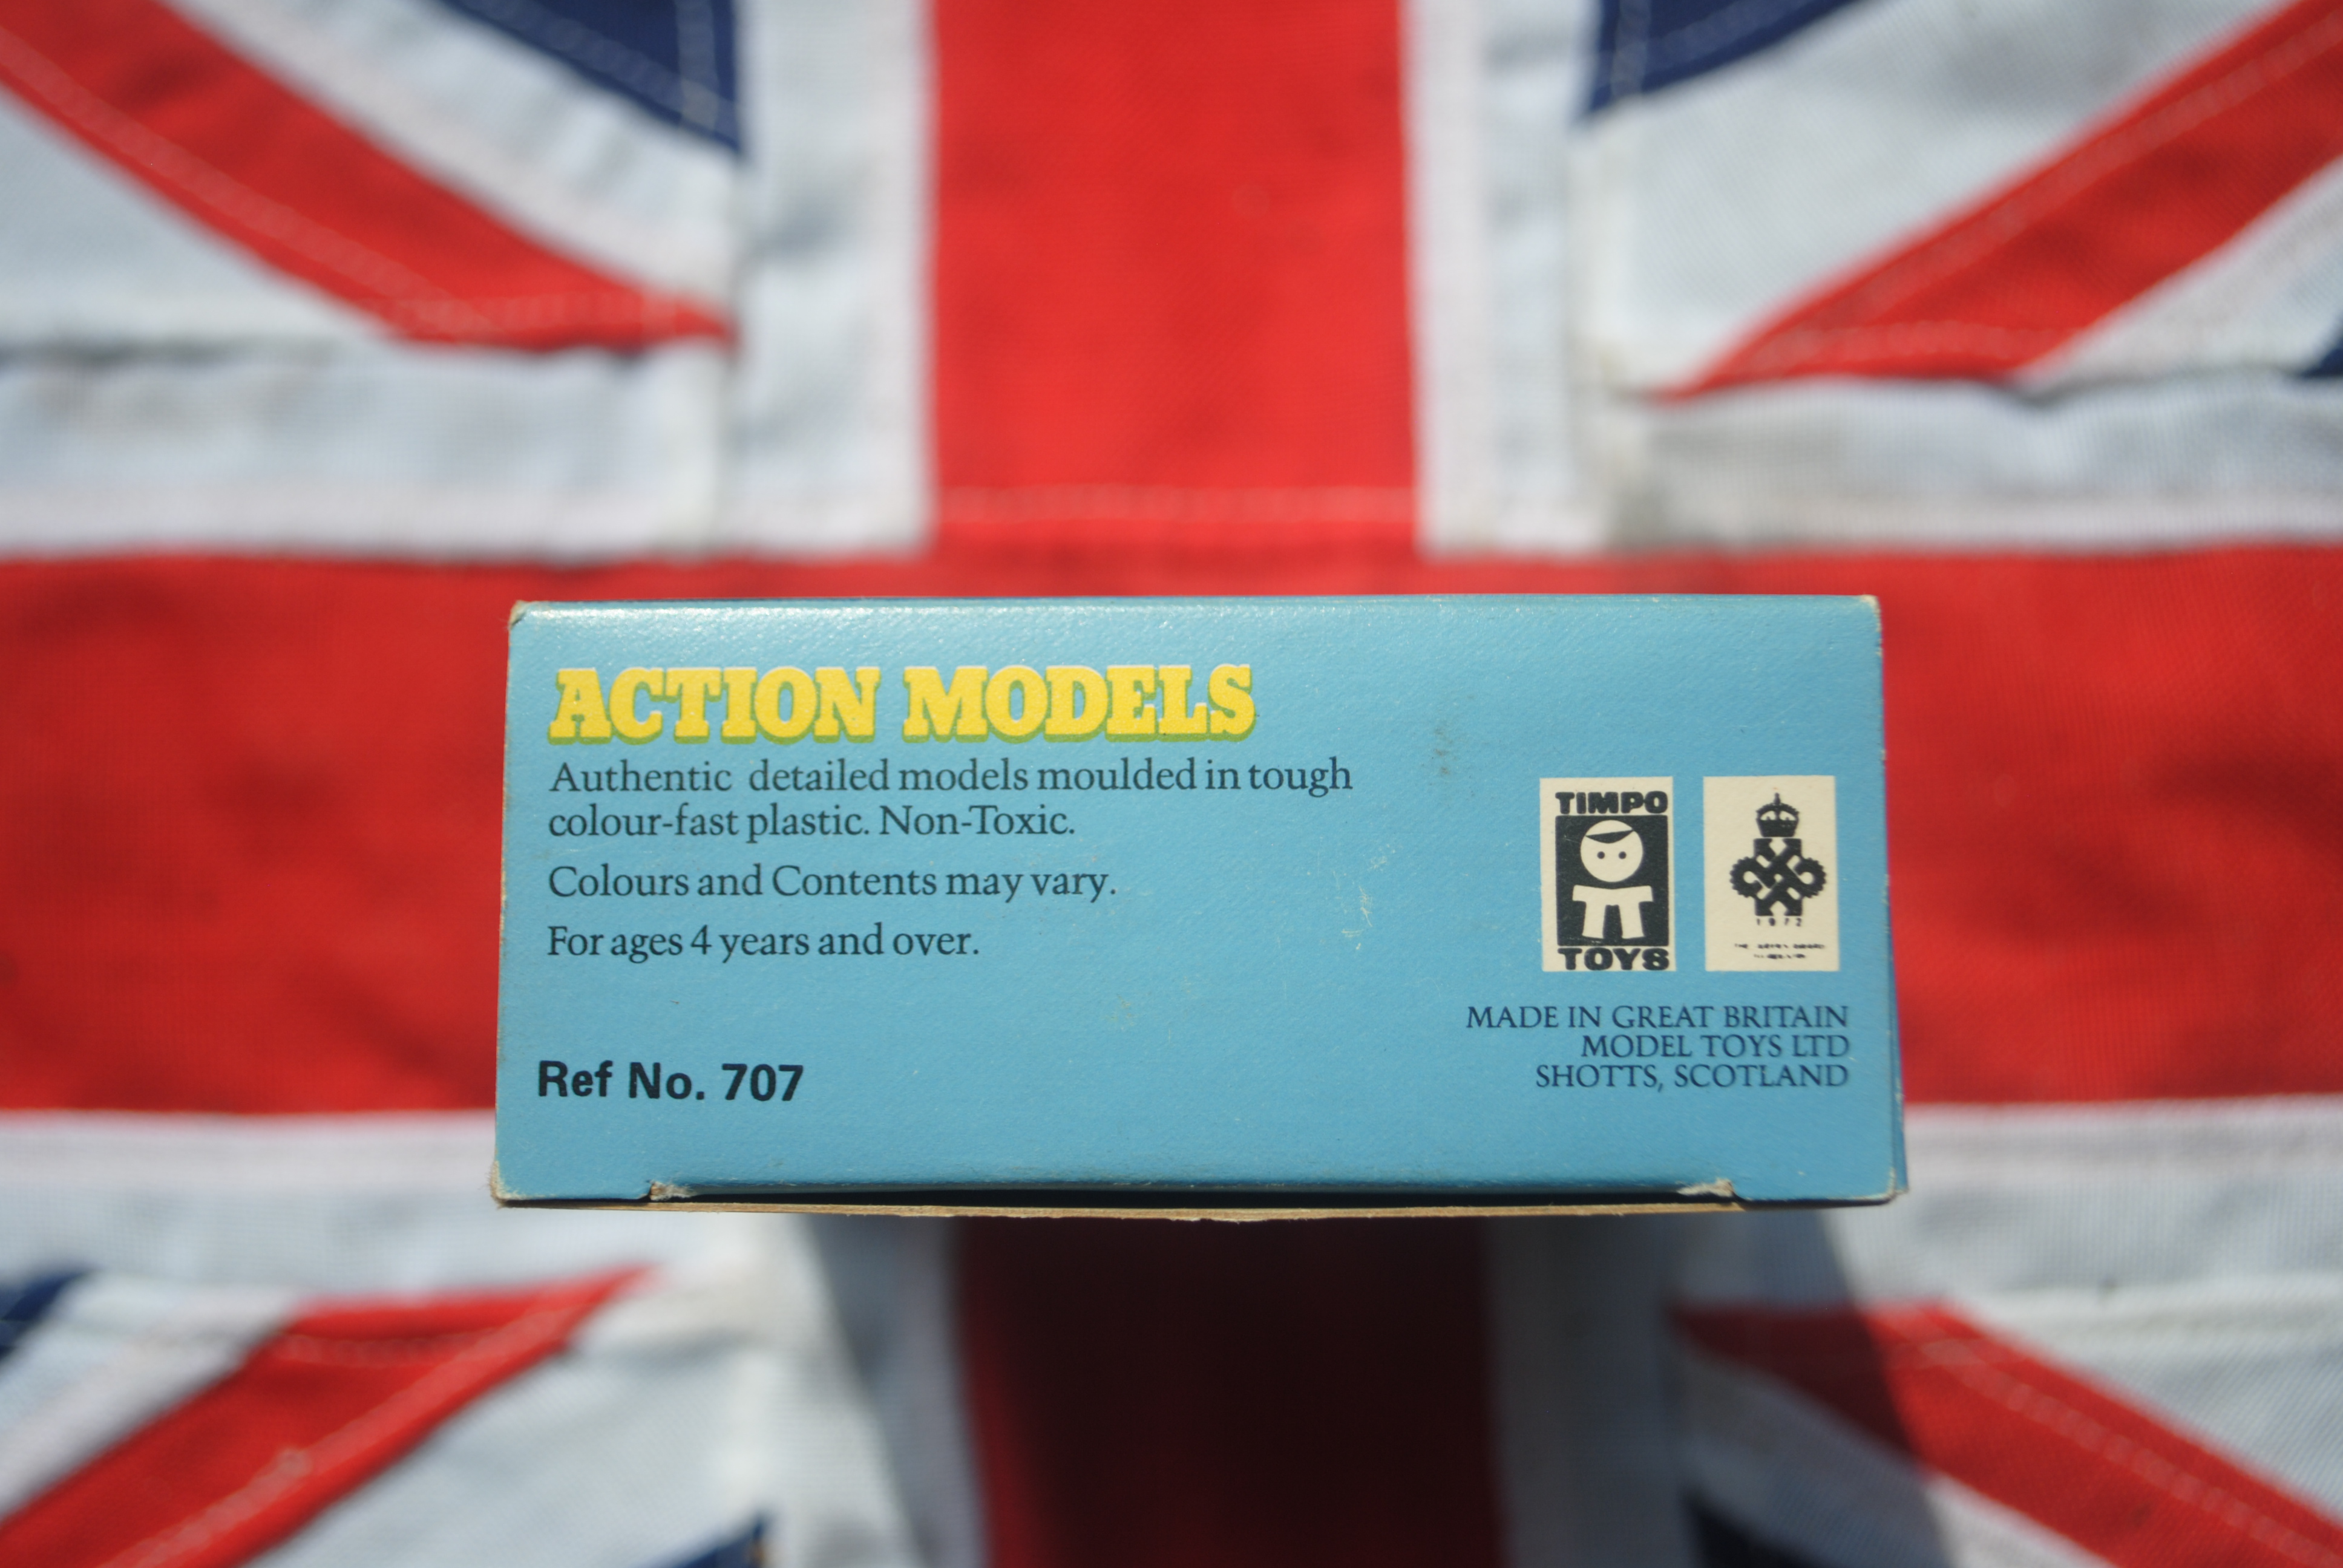 ACTION MODELS
Authentic detailed models moulded in tough
colour-fast plastic. Non-Toxic.
Colours and Contents may vary.
For ages 4 years and over.
Ref No. 707
TIMPO
TOYS
1972
MADE IN GREAT BRITAIN
MODEL TOYS LTD
SHOTTS, SCOTLAND